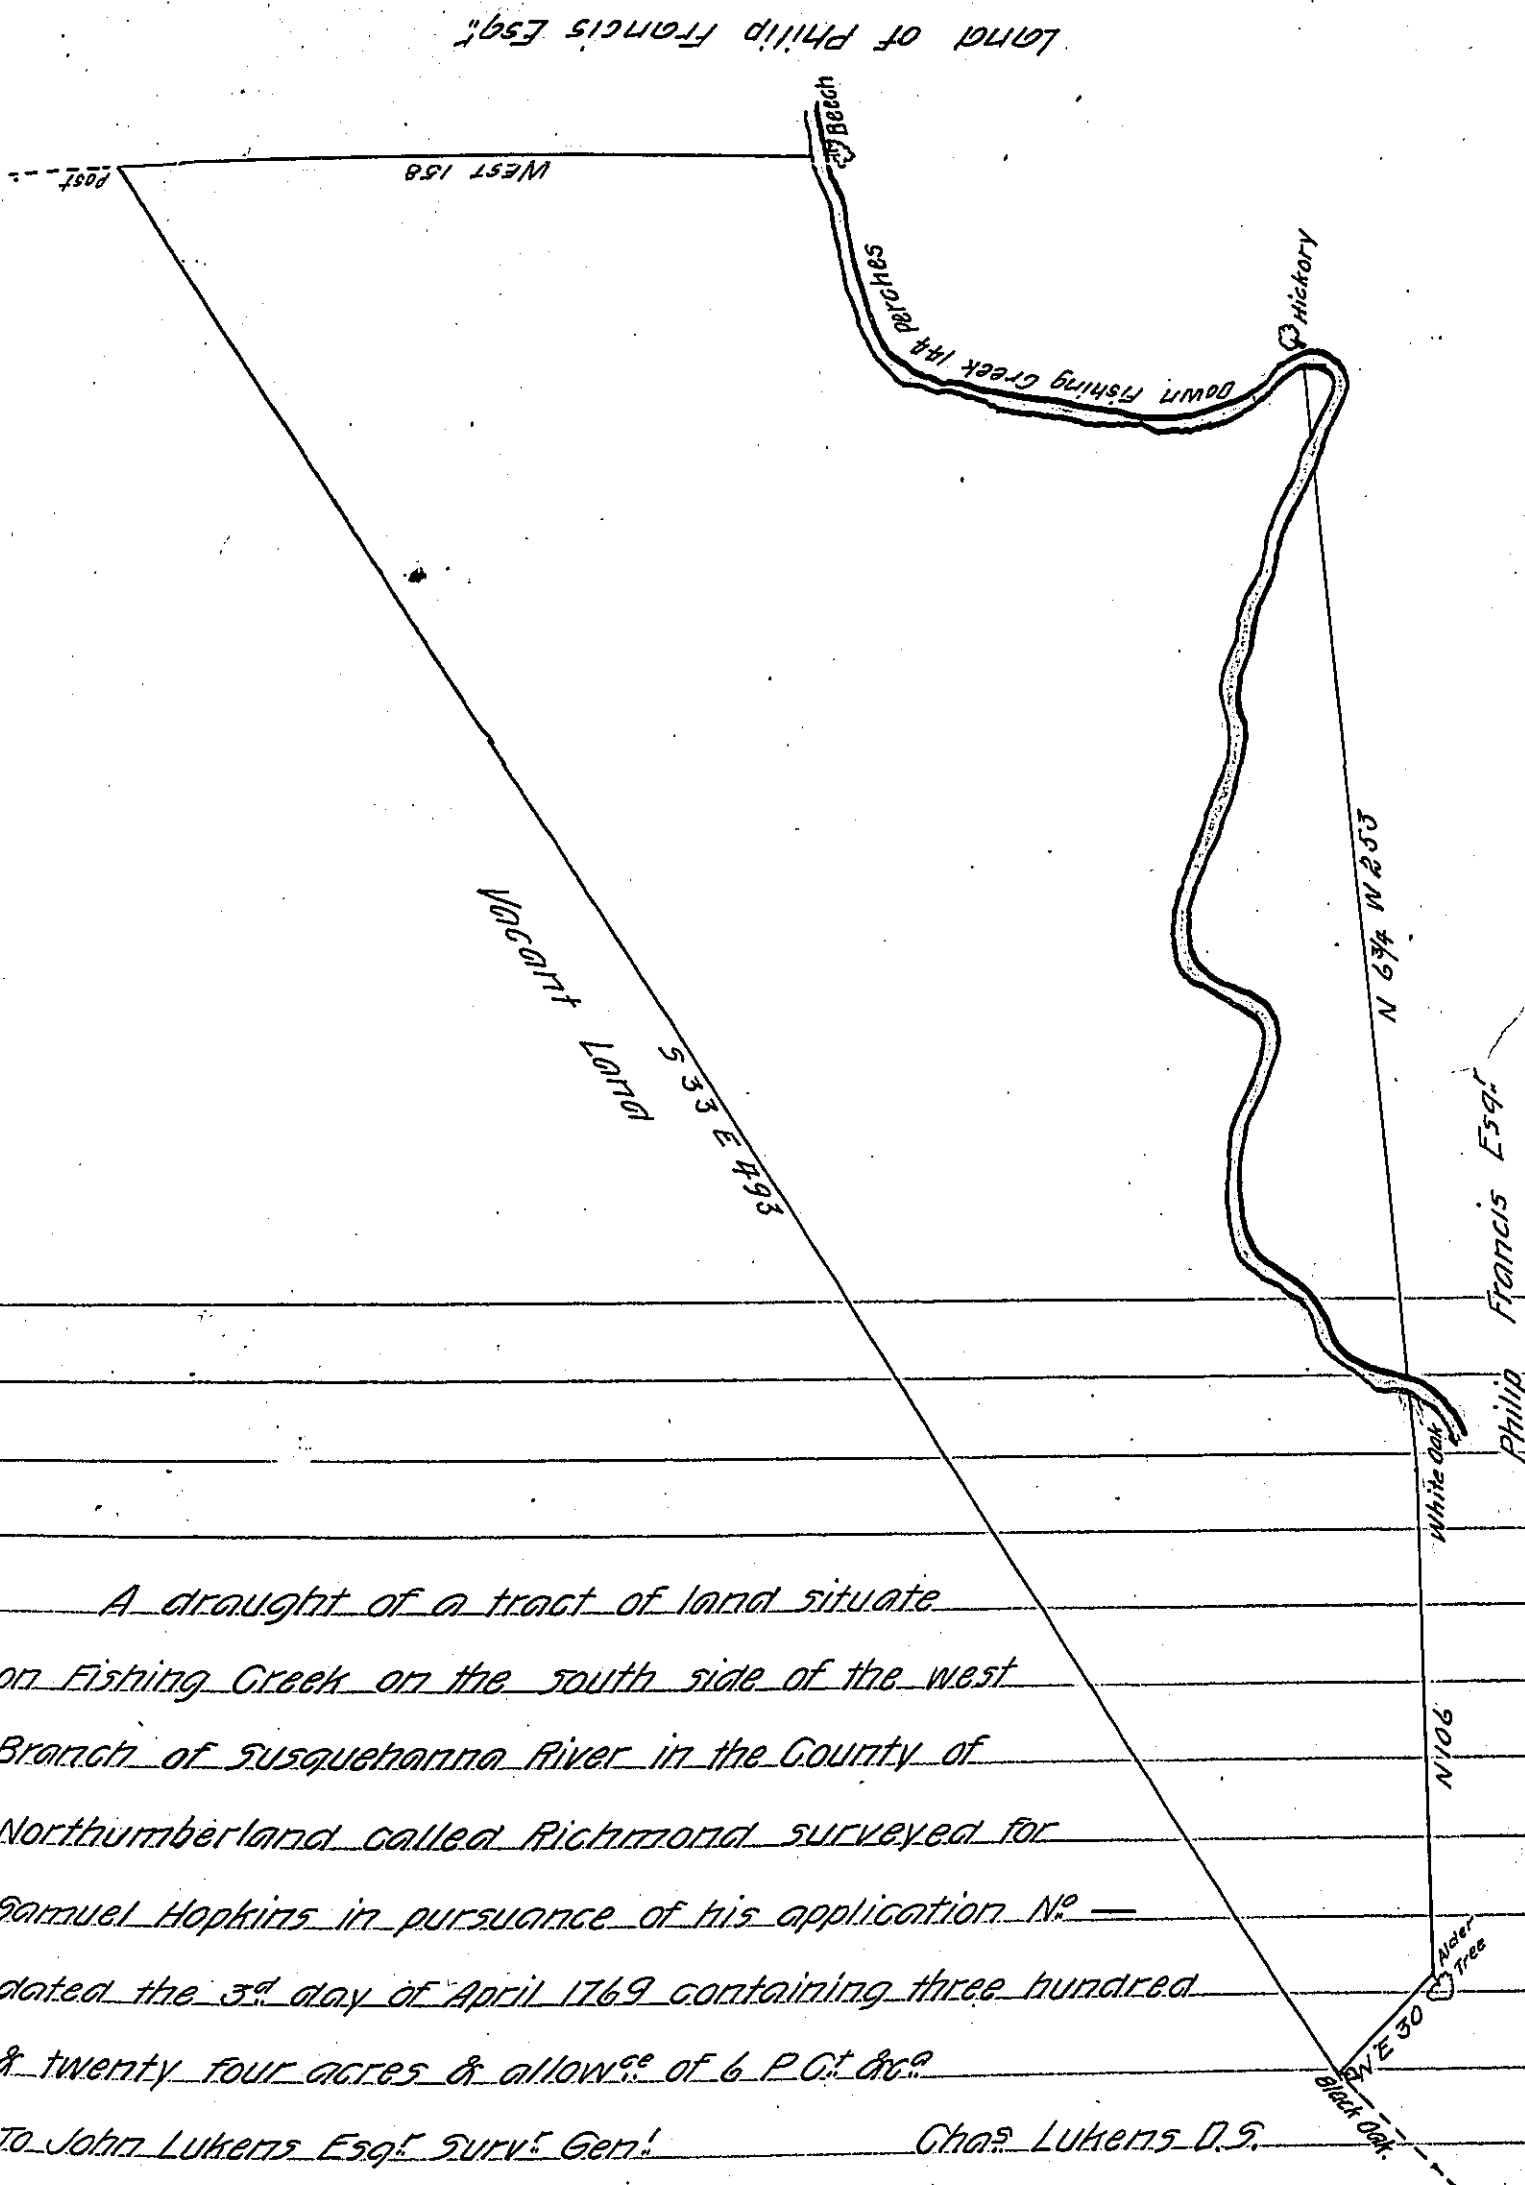 Land of Philip Francis Esqr.
Beech
Post
WEST 158
Down Fishing Creek 144 perches
Hickory
N 6¾ W 253
Vacant Land
S 33 E 493
Philip Francis Esqr.
White Oak
N 106
Alder
Tree
N E 30
Black Oak.
A draught of a tract of land situate
on Fishing Creek on the south side of the west
Branch of Susquehanna River in the County of
Northumberland called Richmond surveyed for
Samuel Hopkins in pursuance of his application No. —
dated the 3d. day of April 1769 containing three hundred
& twenty four acres & allowce. of 6 P Ct. &ca.
To John Lukens Esqr. Survr. Genl.
Chas. Lukens D.S.